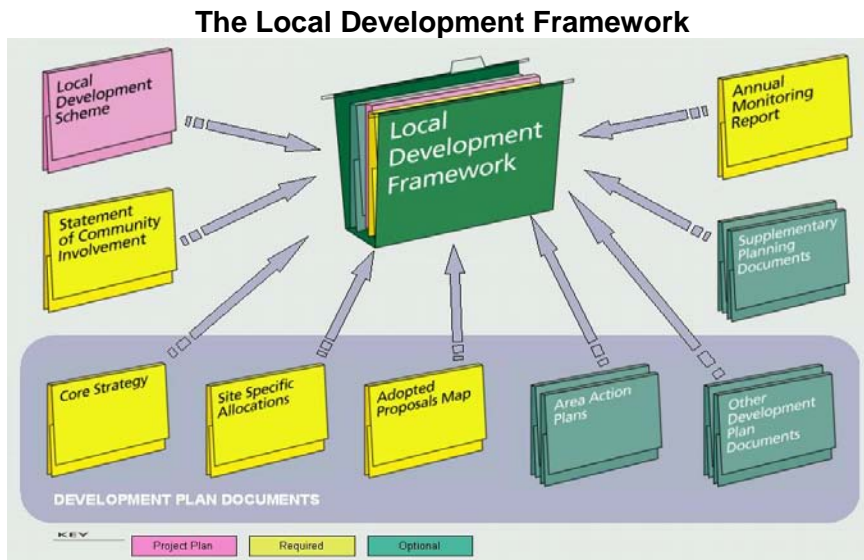 The Local Development Framework
Local
Development
Scheme
Local
Development
Framework
Annual
Monitoring
Report
Statement
of Community
Involvement
Supplementary
Planning
Documents
Core Strategy
Site Specific
Allocations
Adopted
Proposals Map
Area Action
Plans
Other
Development
Plan
Documents
DEVELOPMENT PLAN DOCUMENTS
KEY
Project Plan
Required
Optional